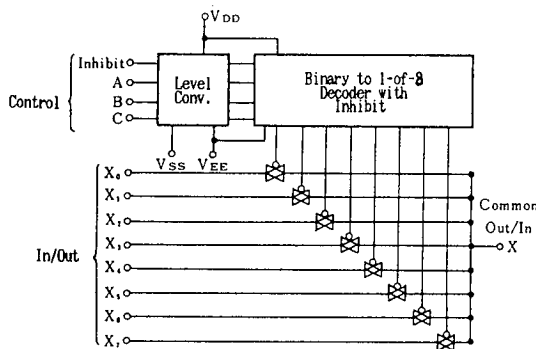 VDD
Inhibit
A
B
C
Control
Level
Conv.
Binary to 1-of-8
Decoder with
Inhibit
VSS
VEE
X0
X1
X2
X3
X4
X5
X6
X7
In/Out
Common
Out/In
X